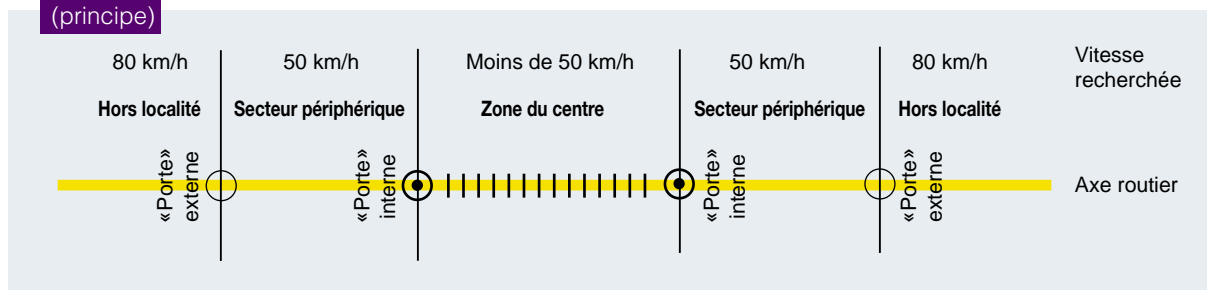 (principe)
80 km/h 50 km/h Moins de 50 km/h 50 km/h 80 km/h Vitesse
recherchée
Hors localité Secteur périphérique Zone du centre Secteur périphérique Hors localité
«Porte»
externe
«Porte»
interne
«Porte»
interne
«Porte»
externe
Axe routier